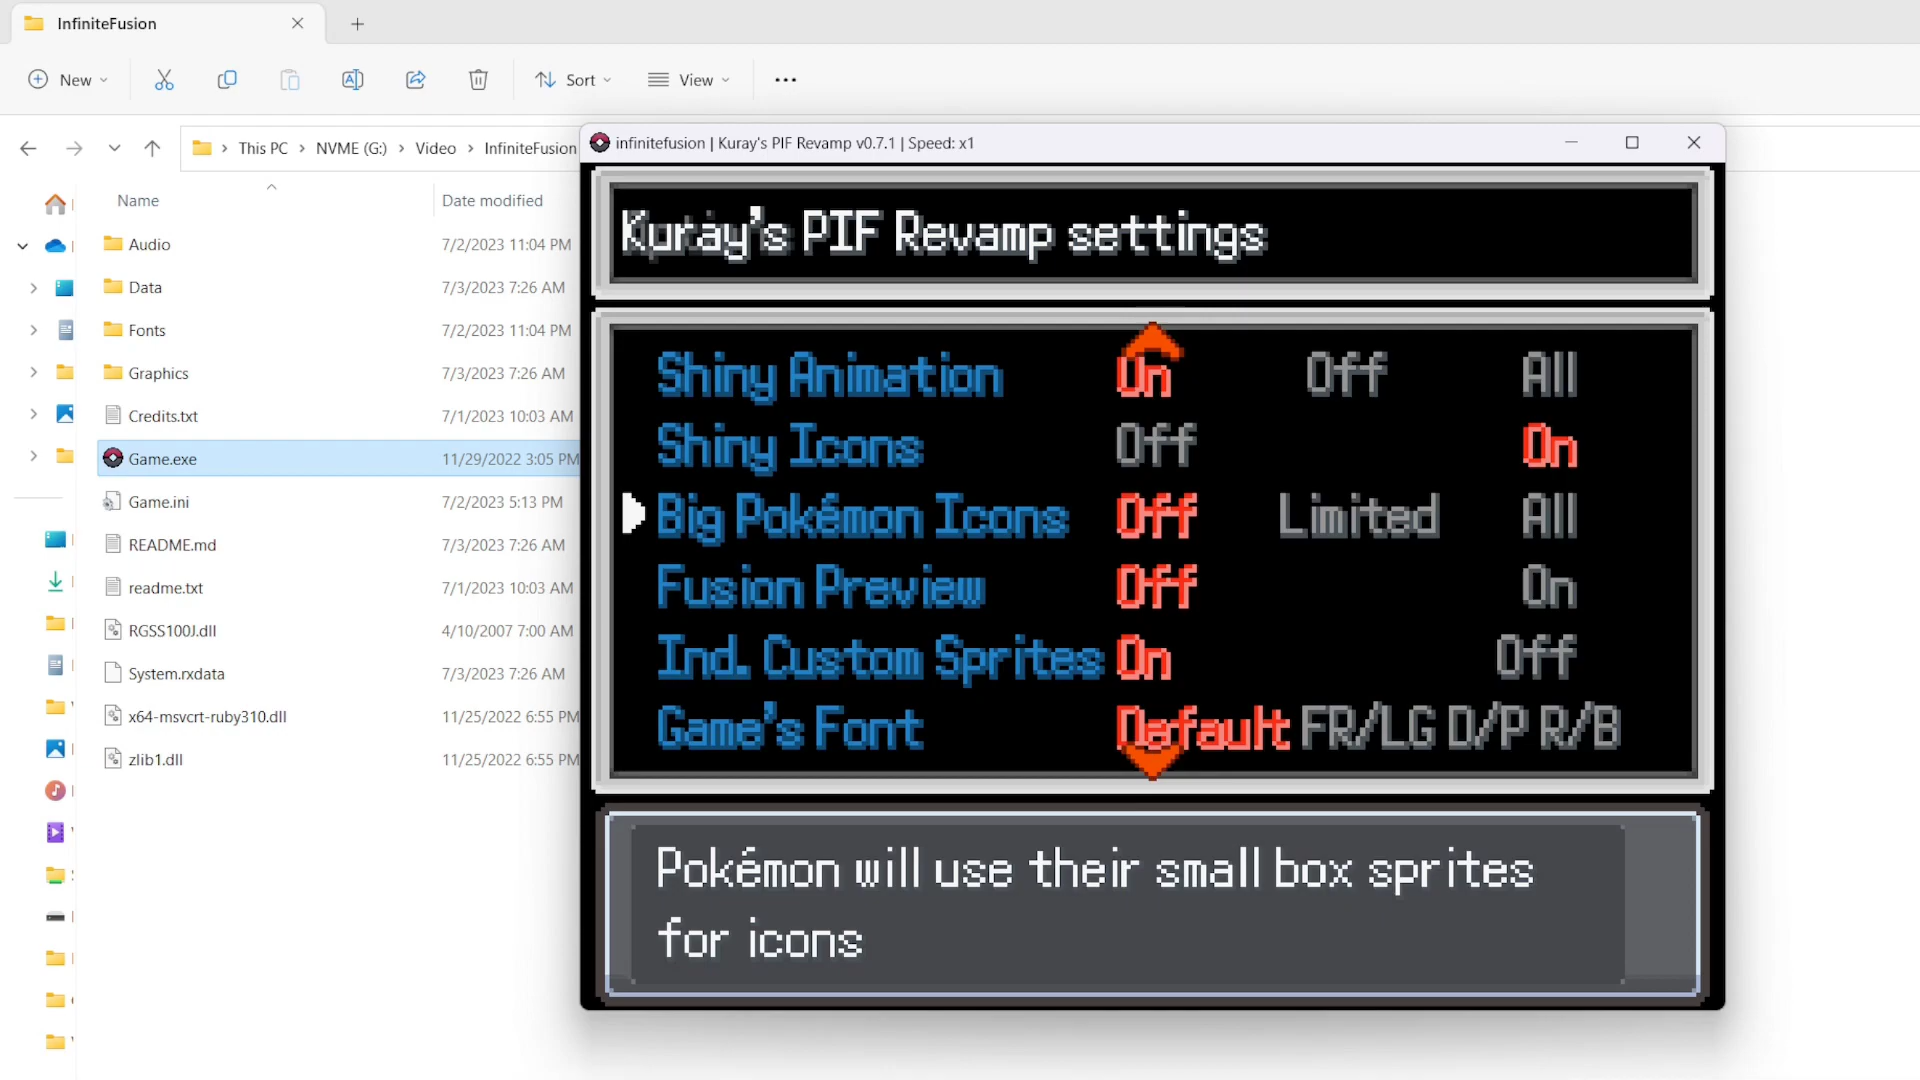 InfiniteFusion
New
Sort
View
This PC > NVME (G:) > Video > InfiniteFusion
Name Date modified
Audio 7/2/2023 11:04 PM
Data 7/3/2023 7:26 AM
Fonts 7/2/2023 11:04 PM
Graphics 7/3/2023 7:26 AM
Credits.txt 7/1/2023 10:03 AM
Game.exe 11/29/2022 3:05 PM
Game.ini 7/2/2023 5:13 PM
README.md 7/3/2023 7:26 AM
readme.txt 7/1/2023 10:03 AM
RGSS100J.dll 4/10/2007 7:00 AM
System.rxdata 7/3/2023 7:26 AM
x64-msvcrt-ruby310.dll 11/25/2022 6:55 PM
zlib1.dll 11/25/2022 6:55 PM
infinitefusion | Kuray's PIF Revamp v0.7.1 | Speed: x1
Kuray's PIF Revamp settings
Shiny Animation On Off All
Shiny Icons Off On
Big Pokémon Icons Off Limited All
Fusion Preview Off On
Ind. Custom Sprites On Off
Game's Font Default FR/LG D/P R/B
Pokémon will use their small box sprites
for icons